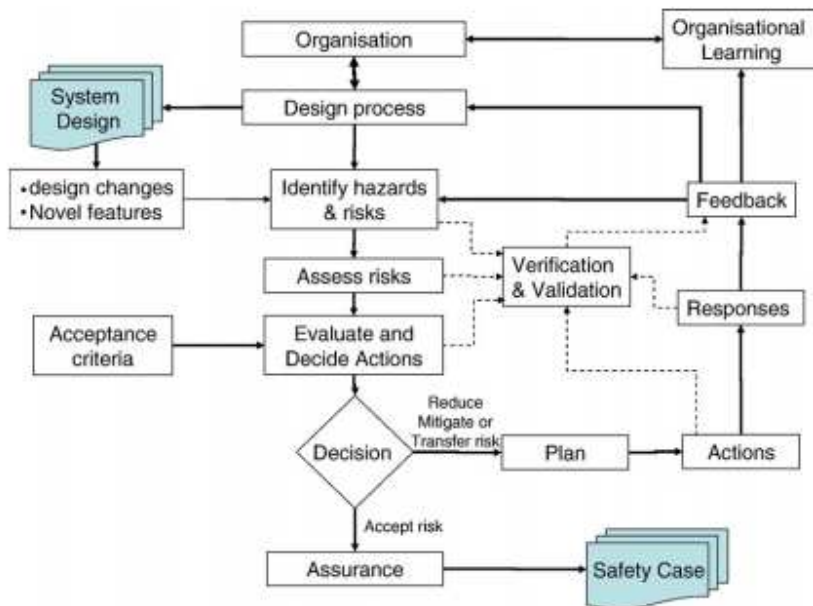 Organisation
Organisational
Learning
System
Design
Design process
•design changes
•Novel features
Identify hazards
& risks
Feedback
Assess risks
Verification
& Validation
Responses
Acceptance
criteria
Evaluate and
Decide Actions
Decision
Reduce
Mitigate or
Transfer risk
Plan
Actions
Accept risk
Assurance
Safety Case